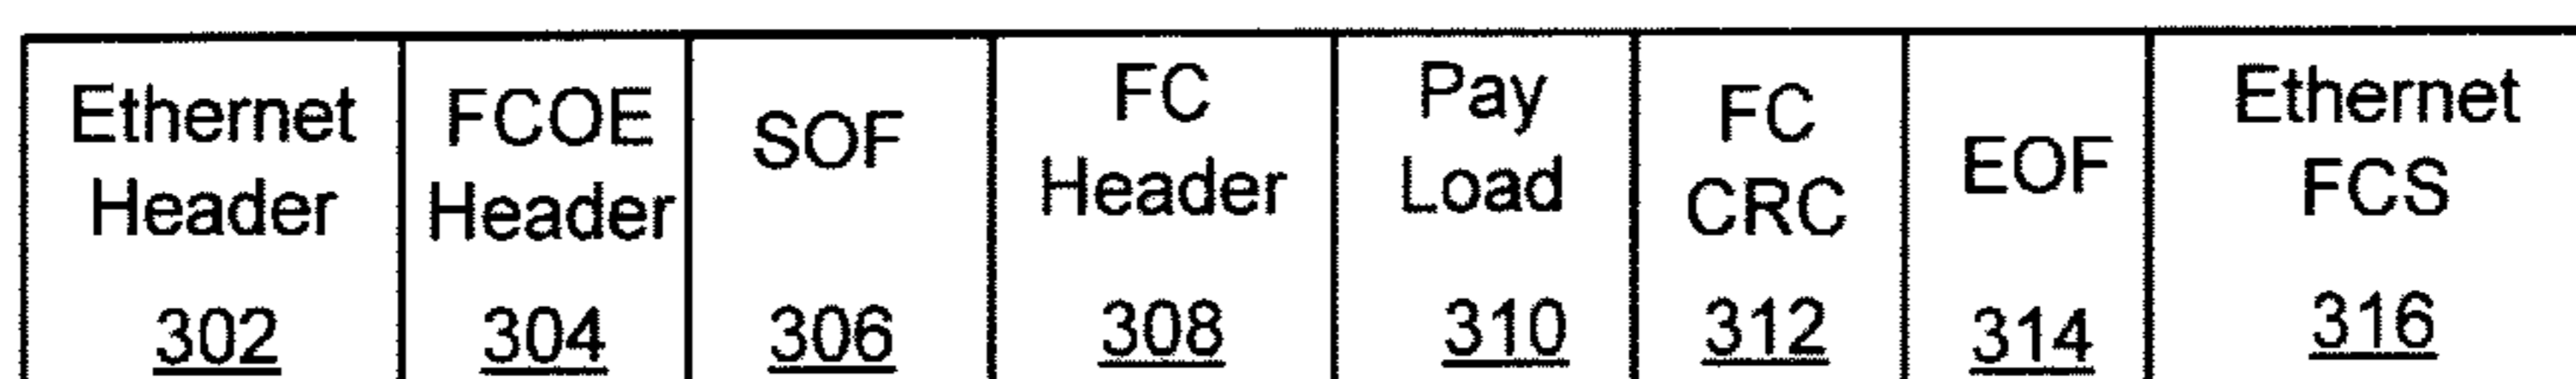 Ethernet
Header
302
FCOE
Header
304
SOF
306
FC
Header
308
Pay
Load
310
FC
CRC
312
EOF
314
Ethernet
FCS
316